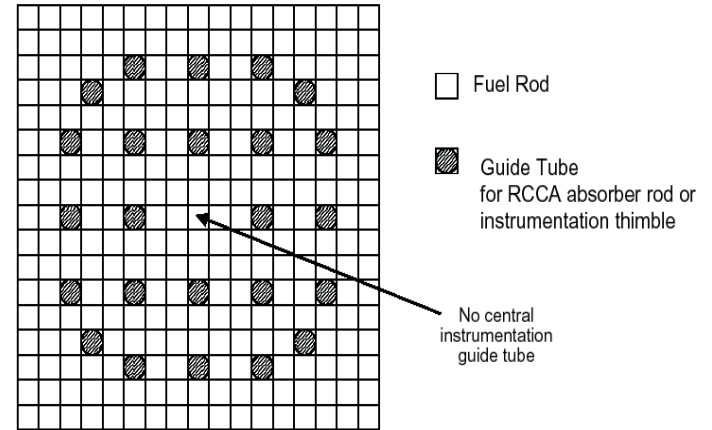 Fuel Rod
Guide Tube
for RCCA absorber rod or
instrumentation thimble
No central
instrumentation
guide tube